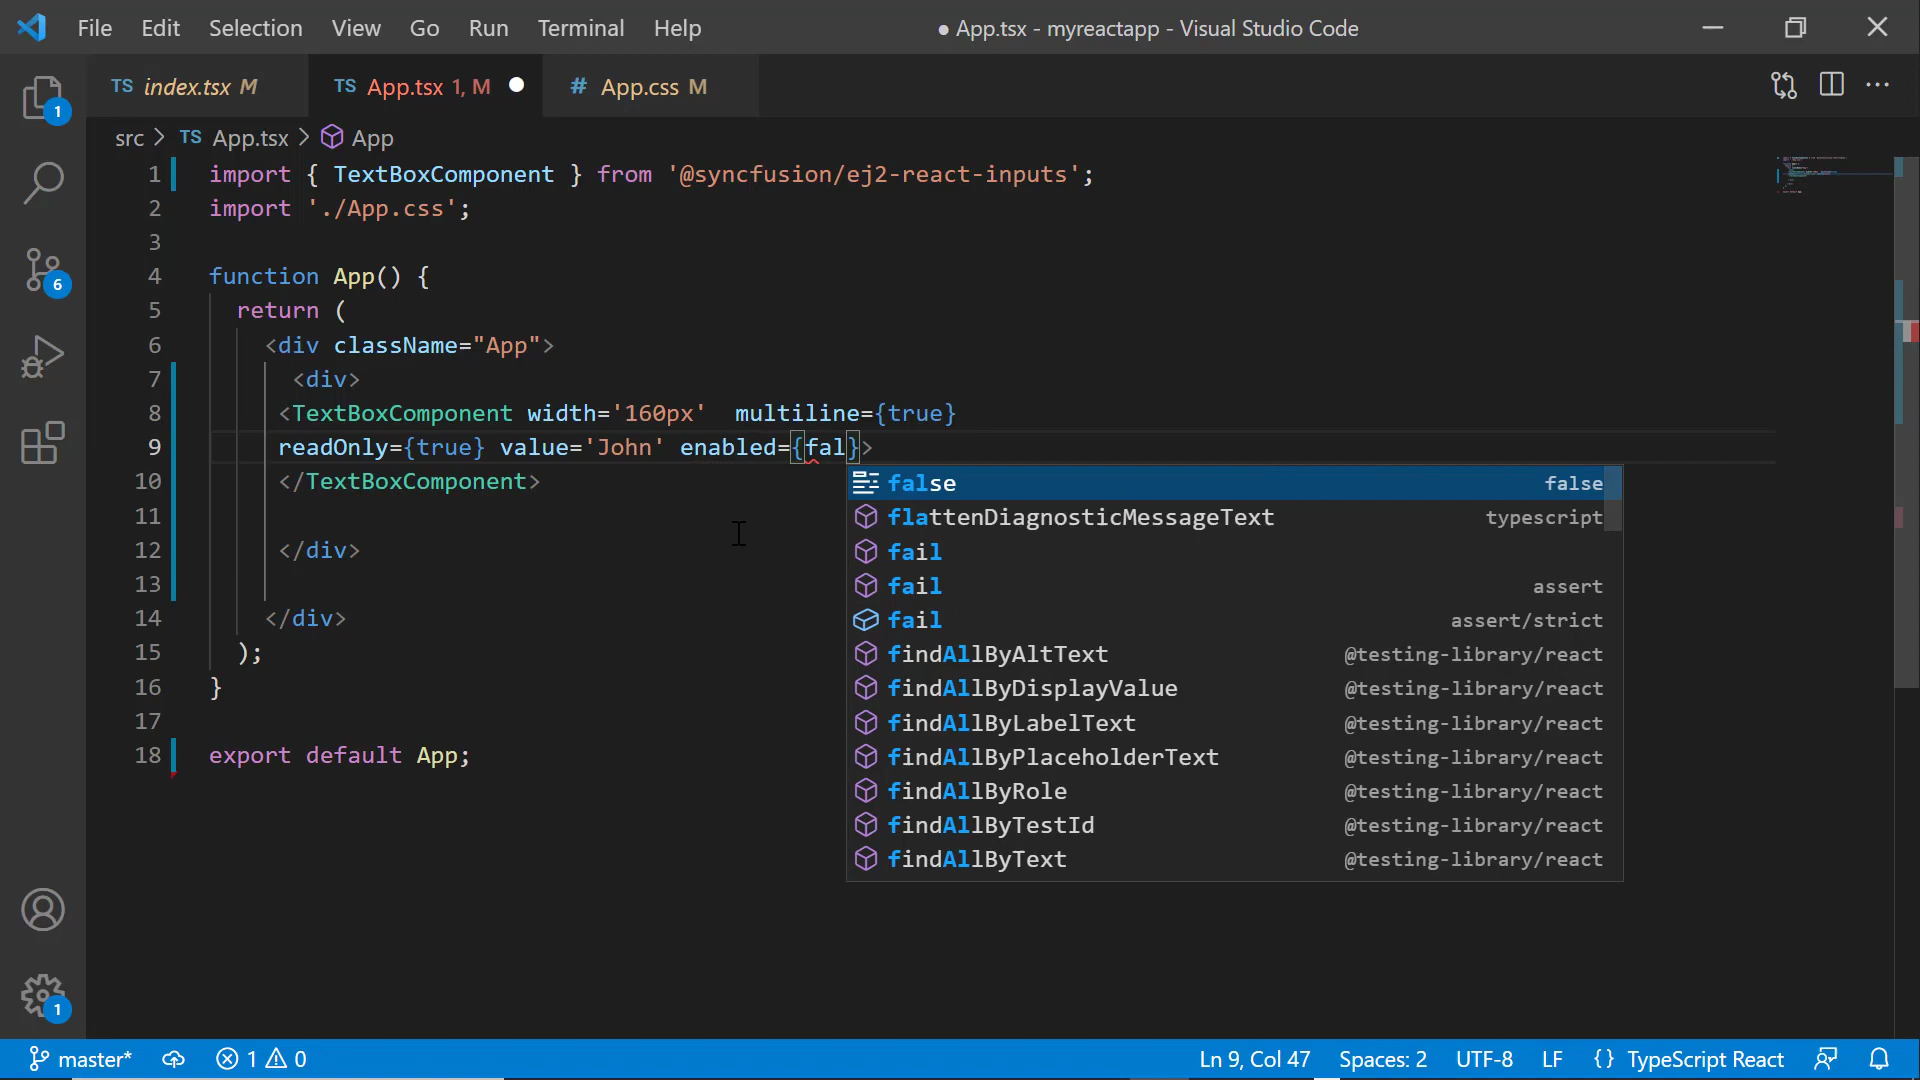 File Edit Selection View Go Run Terminal Help ● App.tsx - myreactapp - Visual Studio Code
TS index.tsx M TS App.tsx 1, M # App.css M
src > TS App.tsx > App
1 import { TextBoxComponent } from '@syncfusion/ej2-react-inputs';
2 import './App.css';
3
4 function App() {
5 return (
6 <div className="App">
7 <div>
8 <TextBoxComponent width='160px' multiline={true}
9 readOnly={true} value='John' enabled={fal}>
10 </TextBoxComponent>
11
12 </div>
13
14 </div>
15 );
16 }
17
18 export default App;
false false
flattenDiagnosticMessageText typescript
fail
fail assert
fail assert/strict
findAllByAltText @testing-library/react
findAllByDisplayValue @testing-library/react
findAllByLabelText @testing-library/react
findAllByPlaceholderText @testing-library/react
findAllByRole @testing-library/react
findAllByTestId @testing-library/react
findAllByText @testing-library/react
1
6
1
master* 1 0 Ln 9, Col 47 Spaces: 2 UTF-8 LF {} TypeScript React